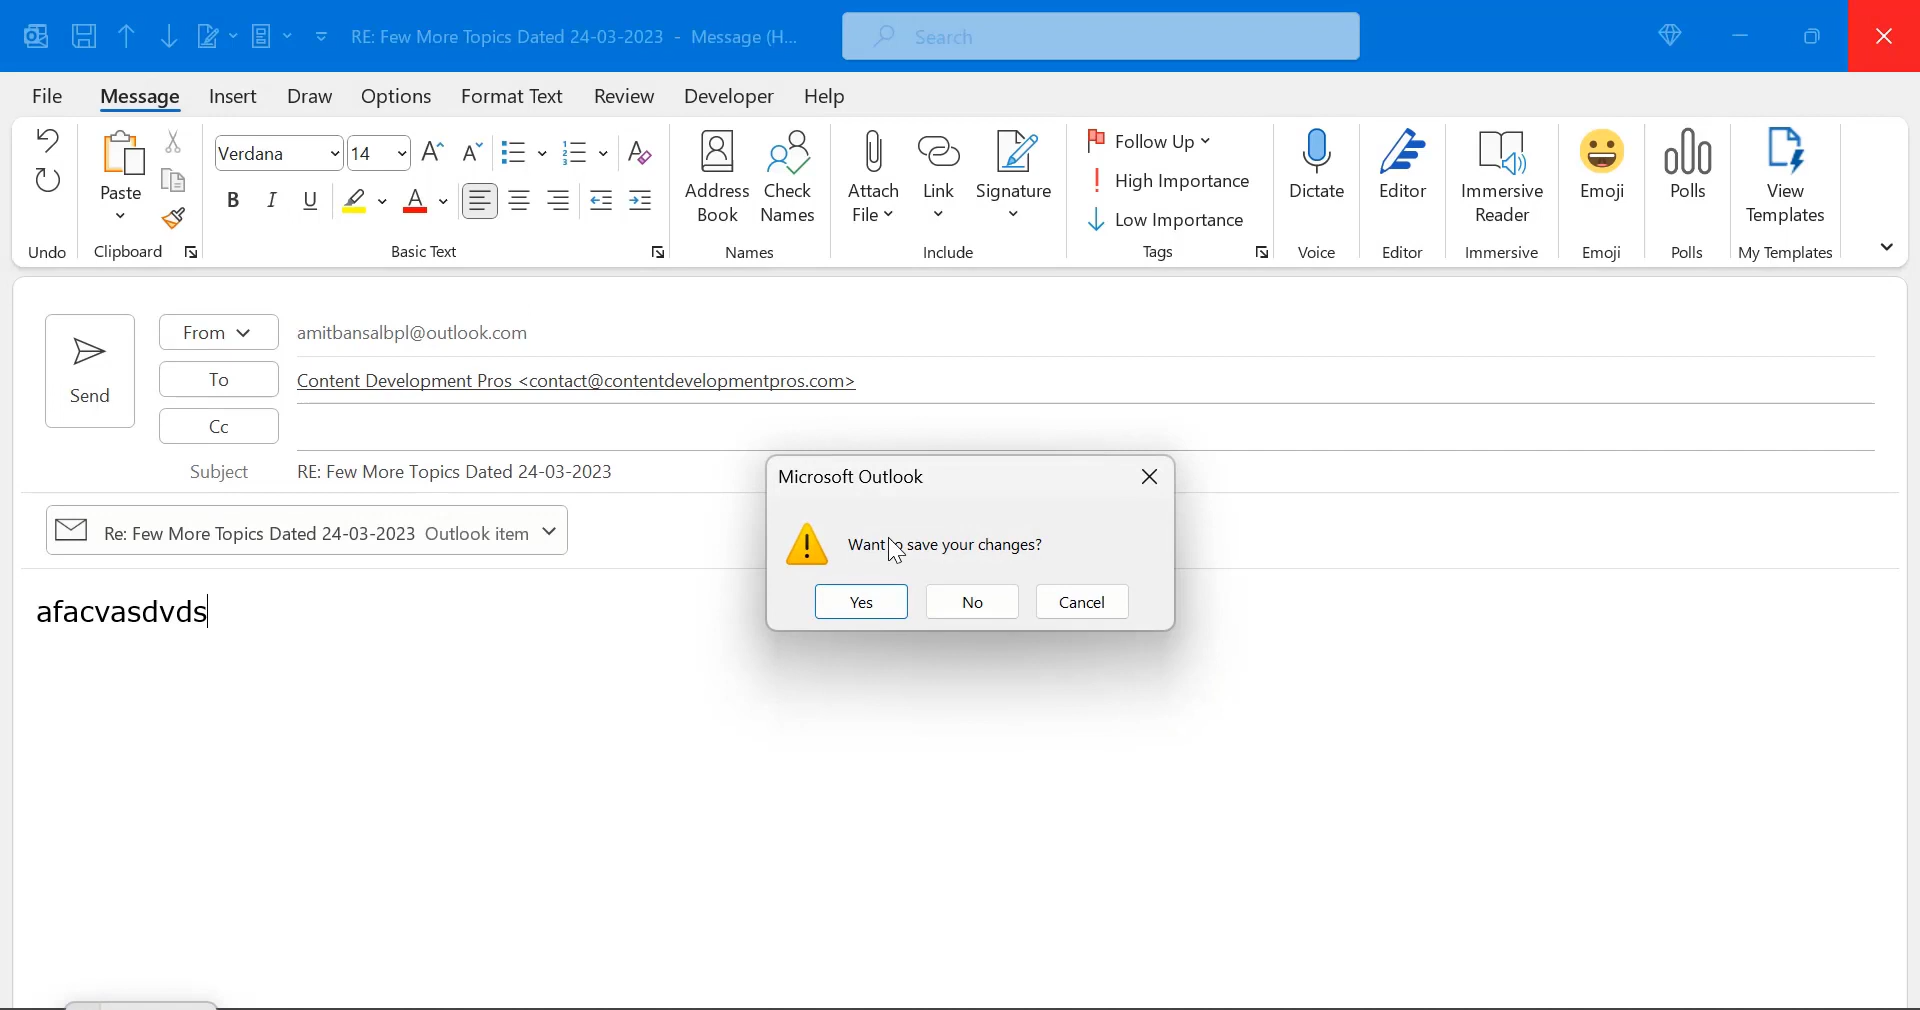 RE: Few More Topics Dated 24-03-2023 - Message (H...
Search
File Message Insert Draw Options Format Text Review Developer Help
Paste
Undo
Clipboard
Verdana 14
B I U A
Basic Text
Address Book
Check Names
Names
Attach File
Link
Signature
Include
Follow Up
High Importance
Low Importance
Tags
Dictate
Voice
Editor
Editor
Immersive Reader
Immersive
Emoji
Emoji
Polls
Polls
View Templates
My Templates
Send
From amitbansalbpl@outlook.com
To Content Development Pros <contact@contentdevelopmentpros.com>
Cc
Subject RE: Few More Topics Dated 24-03-2023
Re: Few More Topics Dated 24-03-2023 Outlook item
afacvasdvds
Microsoft Outlook
Want to save your changes?
Yes No Cancel